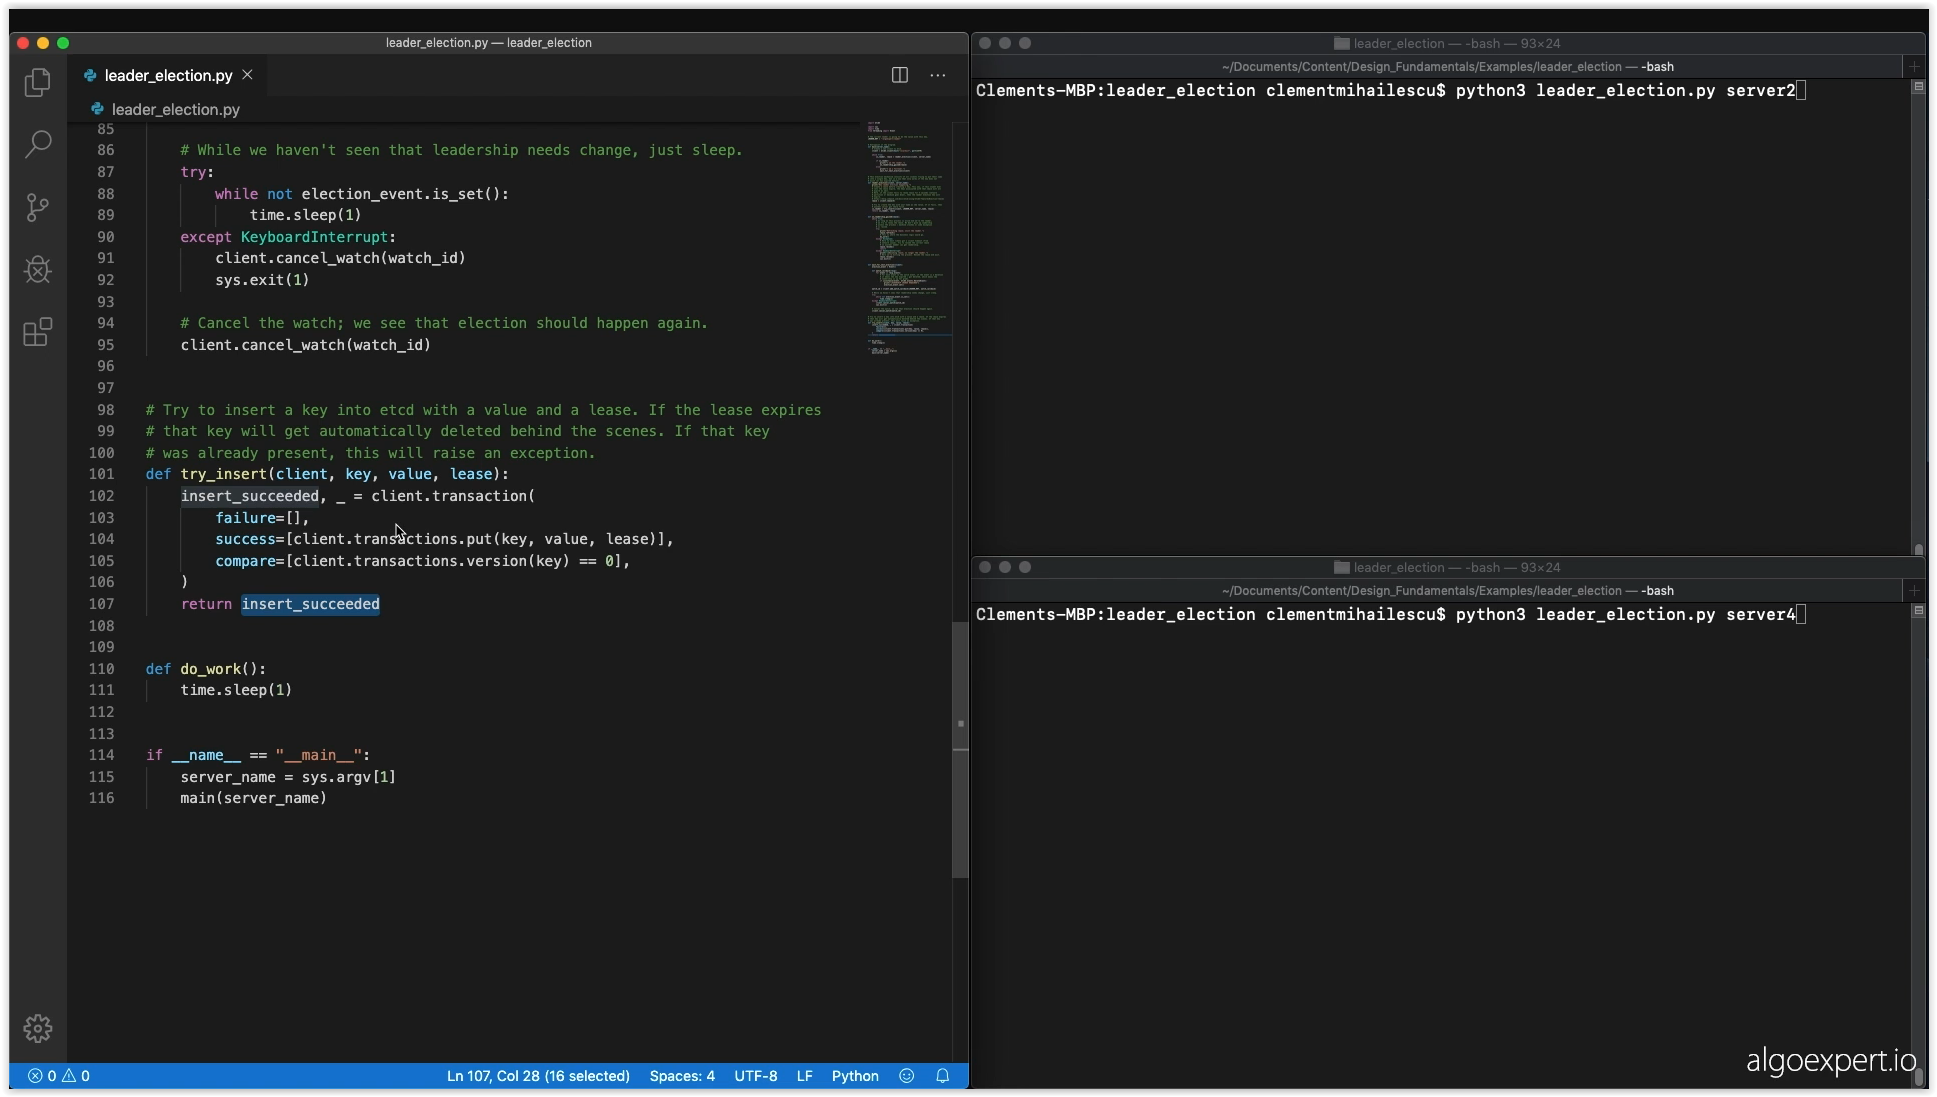 leader_election.py — leader_election
leader_election.py
leader_election.py
85
86 # While we haven't seen that leadership needs change, just sleep.
87 try:
88 while not election_event.is_set():
89 time.sleep(1)
90 except KeyboardInterrupt:
91 client.cancel_watch(watch_id)
92 sys.exit(1)
93
94 # Cancel the watch; we see that election should happen again.
95 client.cancel_watch(watch_id)
96
97
98 # Try to insert a key into etcd with a value and a lease. If the lease expires
99 # that key will get automatically deleted behind the scenes. If that key
100 # was already present, this will raise an exception.
101 def try_insert(client, key, value, lease):
102 insert_succeeded, _ = client.transaction(
103 failure=[],
104 success=[client.transactions.put(key, value, lease)],
105 compare=[client.transactions.version(key) == 0],
106 )
107 return insert_succeeded
108
109
110 def do_work():
111 time.sleep(1)
112
113
114 if __name__ == "__main__":
115 server_name = sys.argv[1]
116 main(server_name)
0 0 Ln 107, Col 28 (16 selected) Spaces: 4 UTF-8 LF Python
leader_election — -bash — 93×24
~/Documents/Content/Design_Fundamentals/Examples/leader_election — -bash
Clements-MBP:leader_election clementmihailescu$ python3 leader_election.py server2
leader_election — -bash — 93×24
~/Documents/Content/Design_Fundamentals/Examples/leader_election — -bash
Clements-MBP:leader_election clementmihailescu$ python3 leader_election.py server4
algoexpert.io